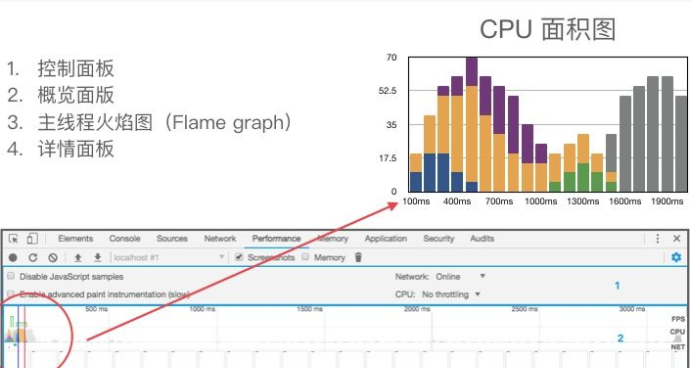 CPU 面积图
1. 控制面板
2. 概览面版
3. 主线程火焰图（Flame graph）
4. 详情面板
70
52.5
35
17.5
0
100ms 400ms 700ms 1000ms 1300ms 1600ms 1900ms
Elements Console Sources Network Performance Memory Application Security Audits
localhost #1 Screenshots Memory
Disable JavaScript samples Network: Online
Enable advanced paint instrumentation (slow) CPU: No throttling 1
500 ms 1000 ms 1500 ms 2000 ms 2500 ms 3000 ms
FPS
CPU
2
NET